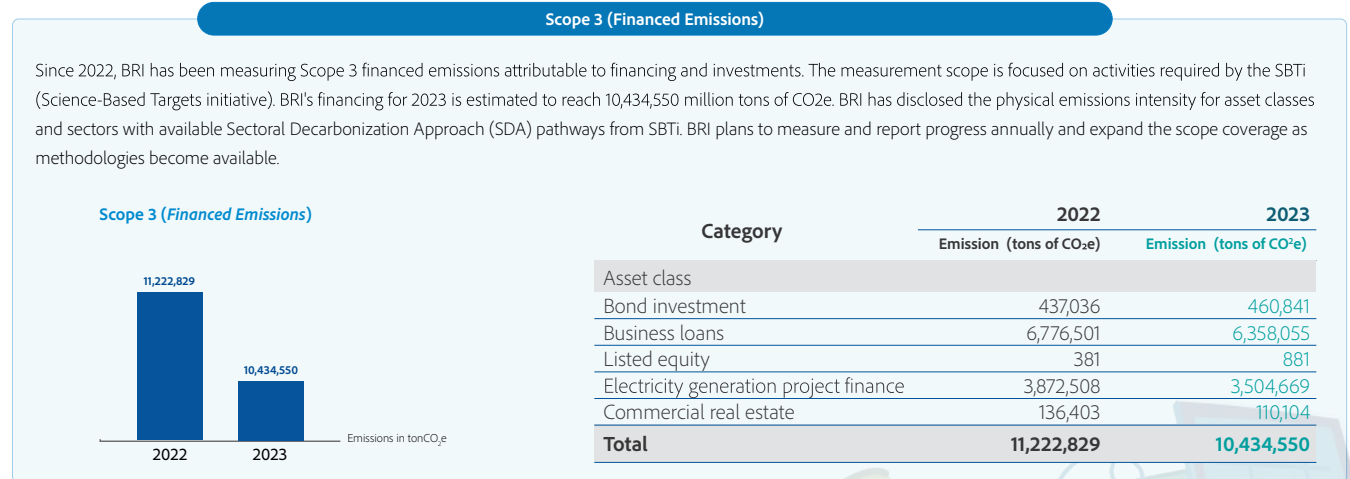 Scope 3 (Financed Emissions)
Since 2022, BRI has been measuring Scope 3 financed emissions attributable to financing and investments. The measurement scope is focused on activities required by the SBTi
(Science-Based Targets initiative). BRI's financing for 2023 is estimated to reach 10,434,550 million tons of CO2e. BRI has disclosed the physical emissions intensity for asset classes
and sectors with available Sectoral Decarbonization Approach (SDA) pathways from SBTi. BRI plans to measure and report progress annually and expand the scope coverage as
methodologies become available.
Scope 3 (Financed Emissions)
11,222,829
10,434,550
Emissions in tonCO₂e
2022 2023
Category 2022 2023
Emission (tons of CO₂e) Emission (tons of CO²e)
Asset class
Bond investment 437,036 460,841
Business loans 6,776,501 6,358,055
Listed equity 381 881
Electricity generation project finance 3,872,508 3,504,669
Commercial real estate 136,403 110,104
Total 11,222,829 10,434,550